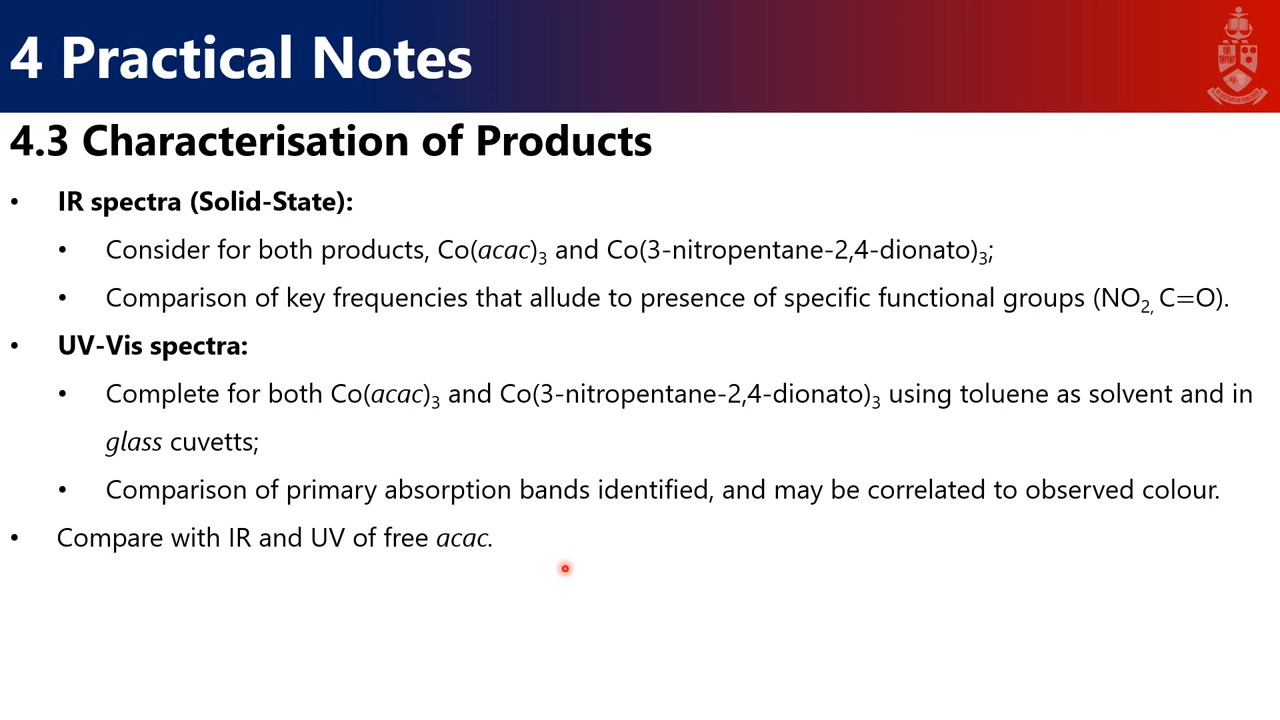 4 Practical Notes
4.3 Characterisation of Products
• IR spectra (Solid-State):
• Consider for both products, Co(acac)₃ and Co(3-nitropentane-2,4-dionato)₃;
• Comparison of key frequencies that allude to presence of specific functional groups (NO₂, C=O).
• UV-Vis spectra:
• Complete for both Co(acac)₃ and Co(3-nitropentane-2,4-dionato)₃ using toluene as solvent and in
glass cuvetts;
• Comparison of primary absorption bands identified, and may be correlated to observed colour.
• Compare with IR and UV of free acac.